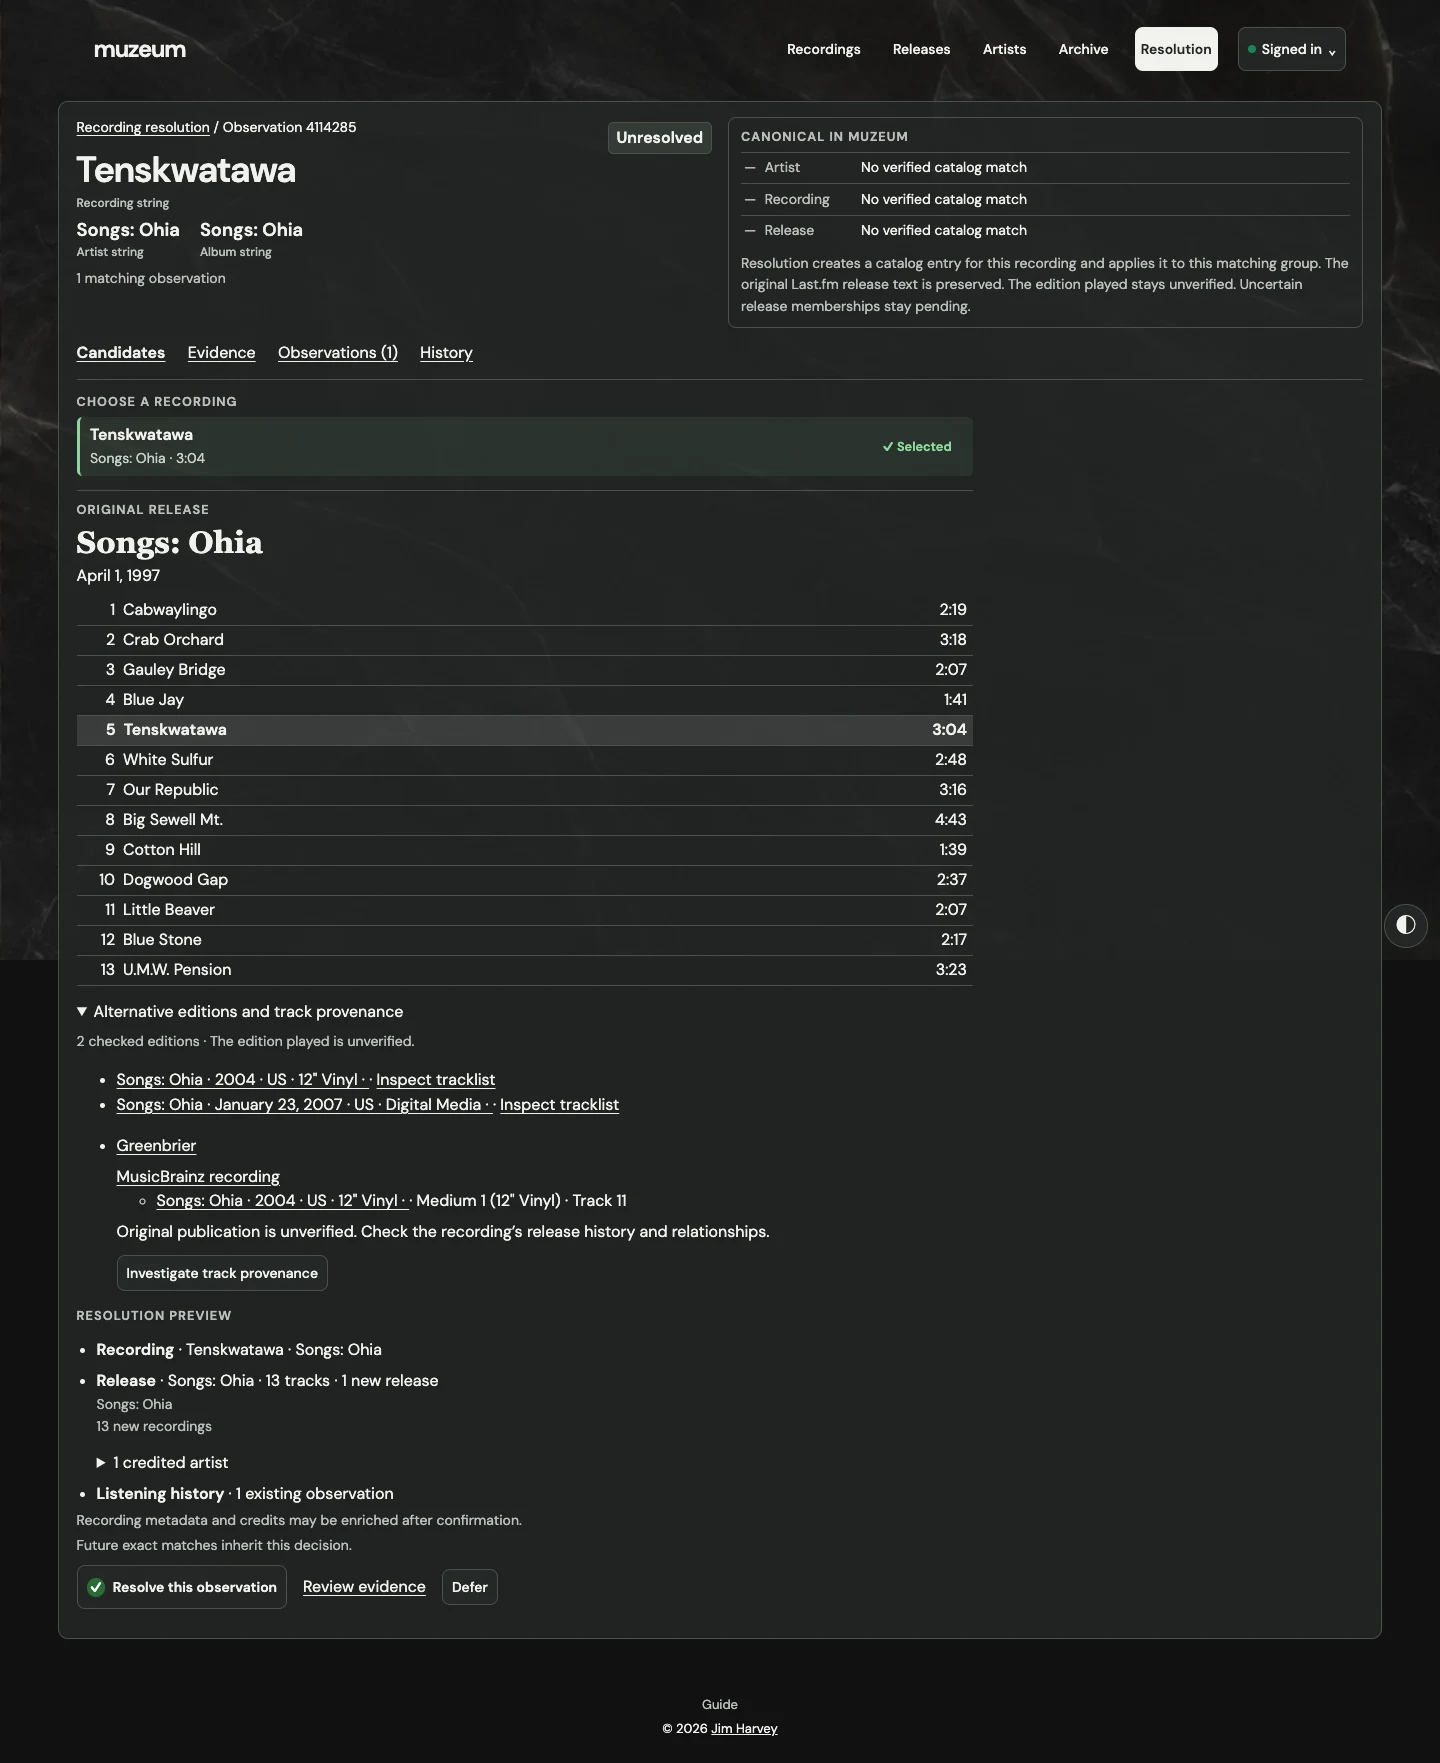 muzeum
Recordings Releases Artists Archive Resolution Signed in
Recording resolution / Observation 4114285
Unresolved
Tenskwatawa
Recording string
Songs: Ohia Songs: Ohia
Artist string Album string
1 matching observation
CANONICAL IN MUZEUM
— Artist No verified catalog match
— Recording No verified catalog match
— Release No verified catalog match
Resolution creates a catalog entry for this recording and applies it to this matching group. The
original Last.fm release text is preserved. The edition played stays unverified. Uncertain
release memberships stay pending.
Candidates Evidence Observations (1) History
CHOOSE A RECORDING
Tenskwatawa
Songs: Ohia · 3:04
✓ Selected
ORIGINAL RELEASE
Songs: Ohia
April 1, 1997
1 Cabwaylingo 2:19
2 Crab Orchard 3:18
3 Gauley Bridge 2:07
4 Blue Jay 1:41
5 Tenskwatawa 3:04
6 White Sulfur 2:48
7 Our Republic 3:16
8 Big Sewell Mt. 4:43
9 Cotton Hill 1:39
10 Dogwood Gap 2:37
11 Little Beaver 2:07
12 Blue Stone 2:17
13 U.M.W. Pension 3:23
▼ Alternative editions and track provenance
2 checked editions · The edition played is unverified.
• Songs: Ohia · 2004 · US · 12" Vinyl · · Inspect tracklist
• Songs: Ohia · January 23, 2007 · US · Digital Media · · Inspect tracklist
• Greenbrier
MusicBrainz recording
◦ Songs: Ohia · 2004 · US · 12" Vinyl · · Medium 1 (12" Vinyl) · Track 11
Original publication is unverified. Check the recording’s release history and relationships.
Investigate track provenance
RESOLUTION PREVIEW
• Recording · Tenskwatawa · Songs: Ohia
• Release · Songs: Ohia · 13 tracks · 1 new release
Songs: Ohia
13 new recordings
▶ 1 credited artist
• Listening history · 1 existing observation
Recording metadata and credits may be enriched after confirmation.
Future exact matches inherit this decision.
Resolve this observation Review evidence Defer
Guide
© 2026 Jim Harvey